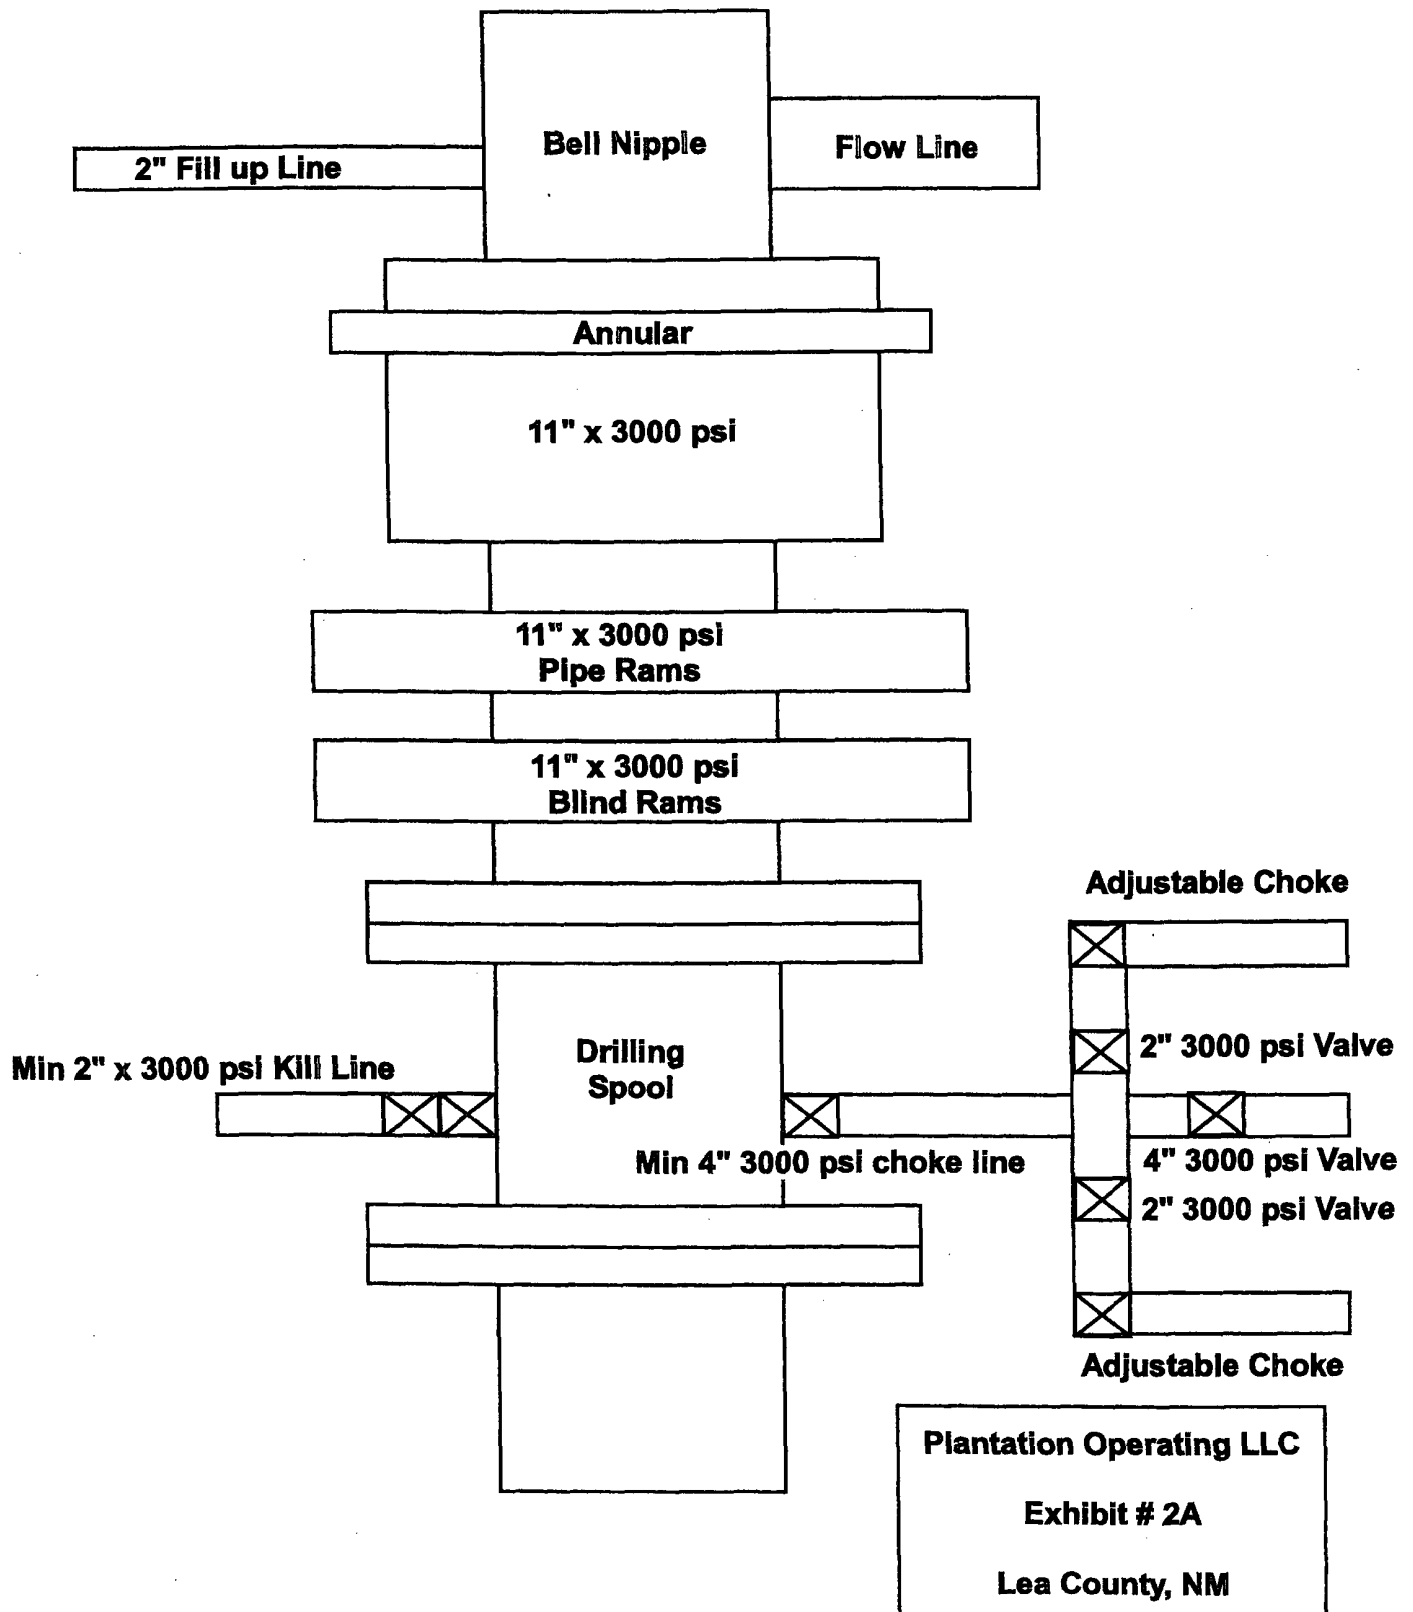 Bell Nipple
Flow Line
2" Fill up Line
Annular
11" x 3000 psi
11" x 3000 psi
Pipe Rams
11" x 3000 psi
Blind Rams
Adjustable Choke
Drilling
Spool
2" 3000 psi Valve
Min 2" x 3000 psi Kill Line
Min 4" 3000 psi choke line
4" 3000 psi Valve
2" 3000 psi Valve
Adjustable Choke
Plantation Operating LLC
Exhibit # 2A
Lea County, NM